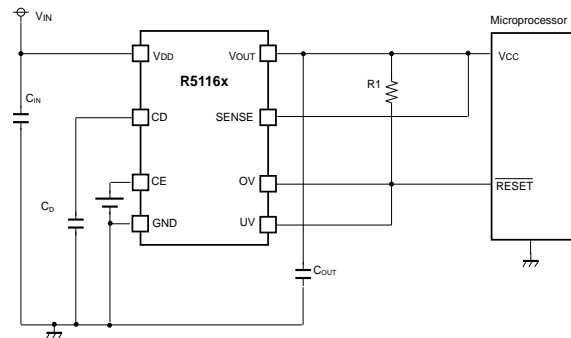 VIN
Microprocessor
VDD
VOUT
VCC
R5116x
R1
CIN
CD
SENSE
CE
OV
RESET
CD
GND
UV
COUT